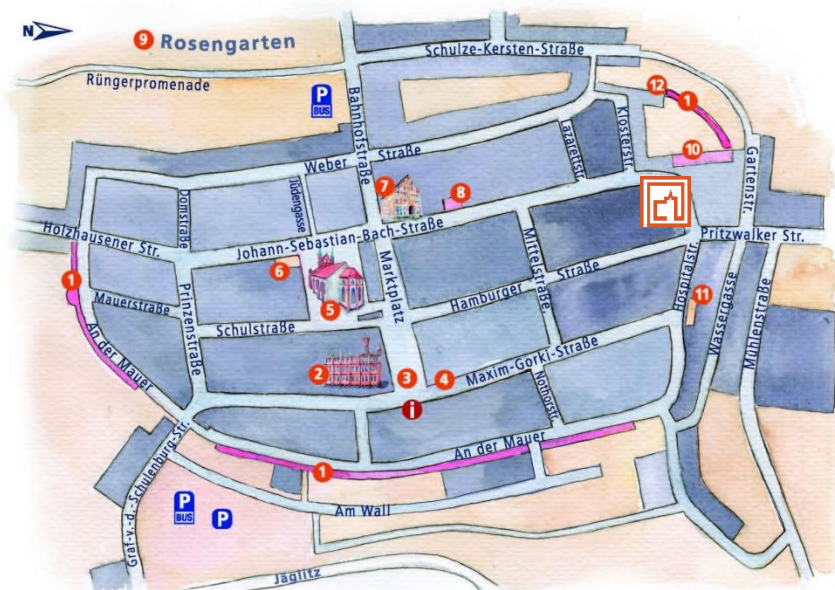 N
9 Rosengarten
Schulze-Kersten-Straße
Rüngerpromenade
P
BUS
Bahnhofstraße
12
1
Klosterstr.
Lazarettstr.
10
Gartenstr.
Weber Straße
7
8
Domstraße
Jüdengasse
Holzhausener Str.
Johann-Sebastian-Bach-Straße
Pritzwalker Str.
6
Marktplatz
Mittelstraße
Hospitalstr.
1
Mauerstraße
Prinzenstraße
5
Hamburger Straße
11
Wassergasse
Mühlenstraße
Schulstraße
An der Mauer
2
3
4
Maxim-Gorki-Straße
i
Nothorstr.
An der Mauer
1
Graf-v.-d.-Schulenburg-Str.
P
BUS
P
Am Wall
Jäglitz